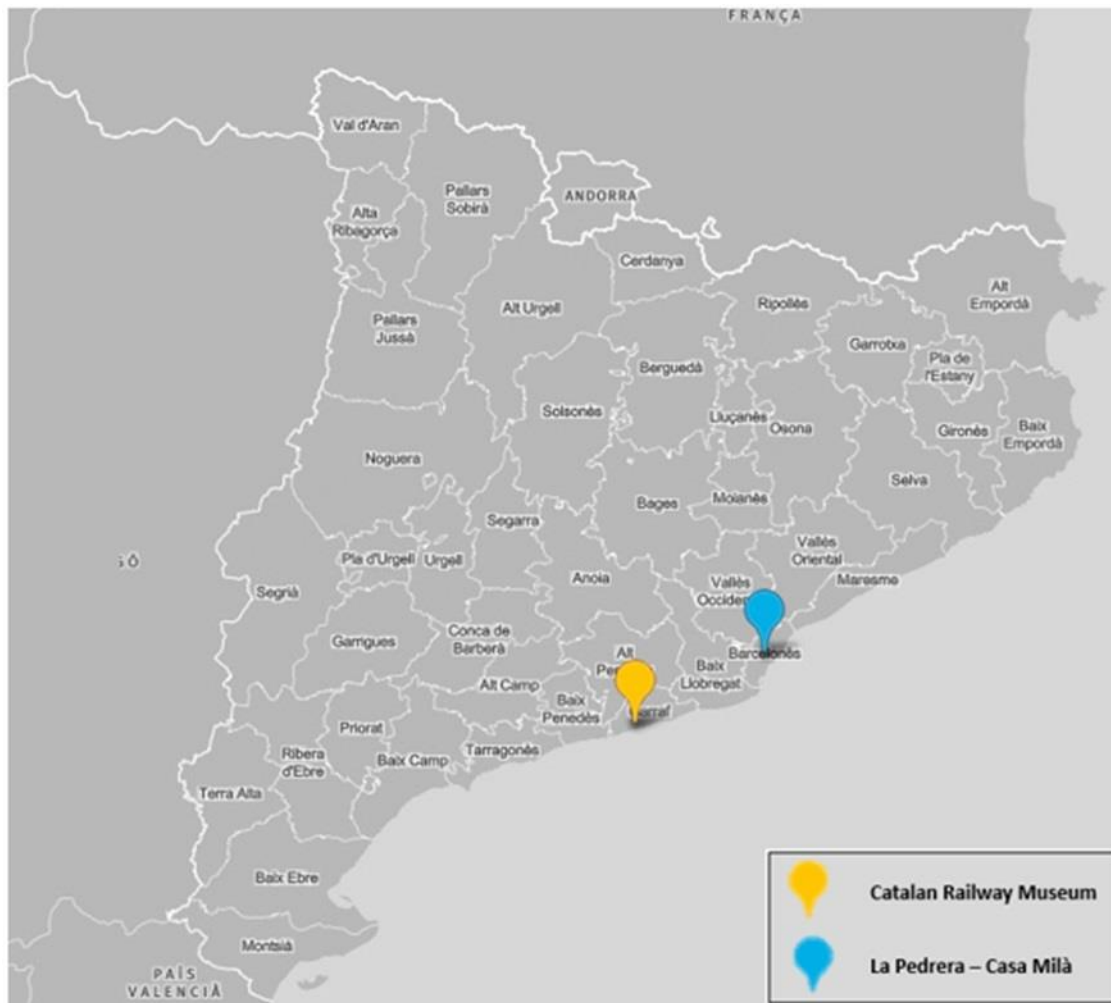 FRANÇA
Val d'Aran
Pallars
Sobirà
ANDORRA
Alta
Ribagorça
Cerdanya
Alt
Empordà
Ripollès
Alt Urgell
Pallars
Jussà
Garrotxa
Pla de
l'Estany
Berguedà
Solsonès
Lluçanès
Osona
Gironès
Baix
Empordà
Noguera
Selva
Bages
Moianès
Segarra
Vallès
Oriental
Pla d'Urgell
Urgell
Anoia
Maresme
Vallès
Segrià
Garrigues
Conca de
Barberà
Alt
Barcelonès
Baix
Llobregat
Alt Camp
Baix
Penedès
Priorat
Tarragonès
Baix Camp
Ribera
d'Ebre
Terra Alta
Baix Ebre
Montsià
PAÍS
VALENCIÀ
Catalan Railway Museum
La Pedrera – Casa Milà